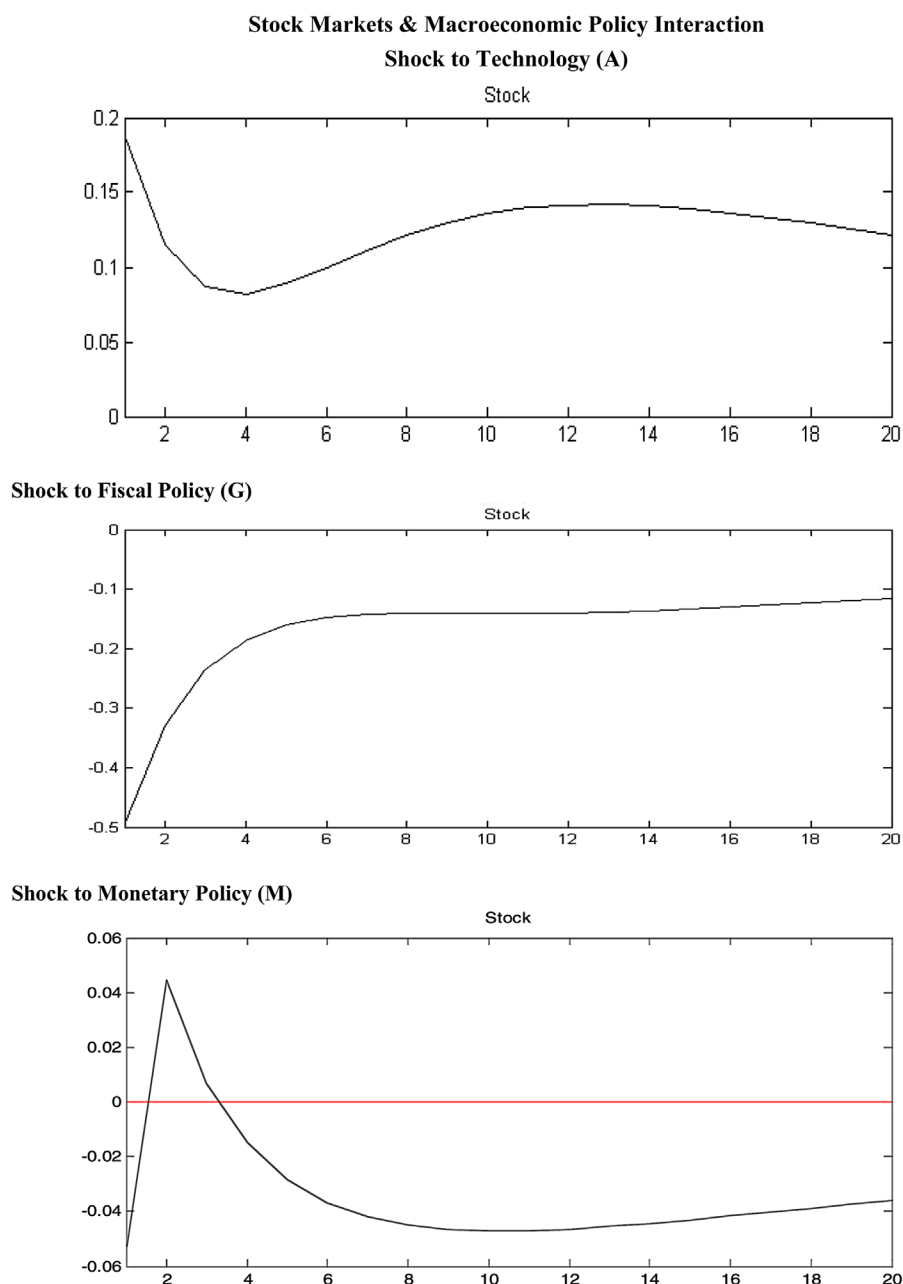 Stock Markets & Macroeconomic Policy Interaction
Shock to Technology (A)
Stock
0.2
0.15
0.1
0.05
0
2 4 6 8 10 12 14 16 18 20
Shock to Fiscal Policy (G)
Stock
0
-0.1
-0.2
-0.3
-0.4
-0.5
2 4 6 8 10 12 14 16 18 20
Shock to Monetary Policy (M)
Stock
0.06
0.04
0.02
0
-0.02
-0.04
-0.06
2 4 6 8 10 12 14 16 18 20